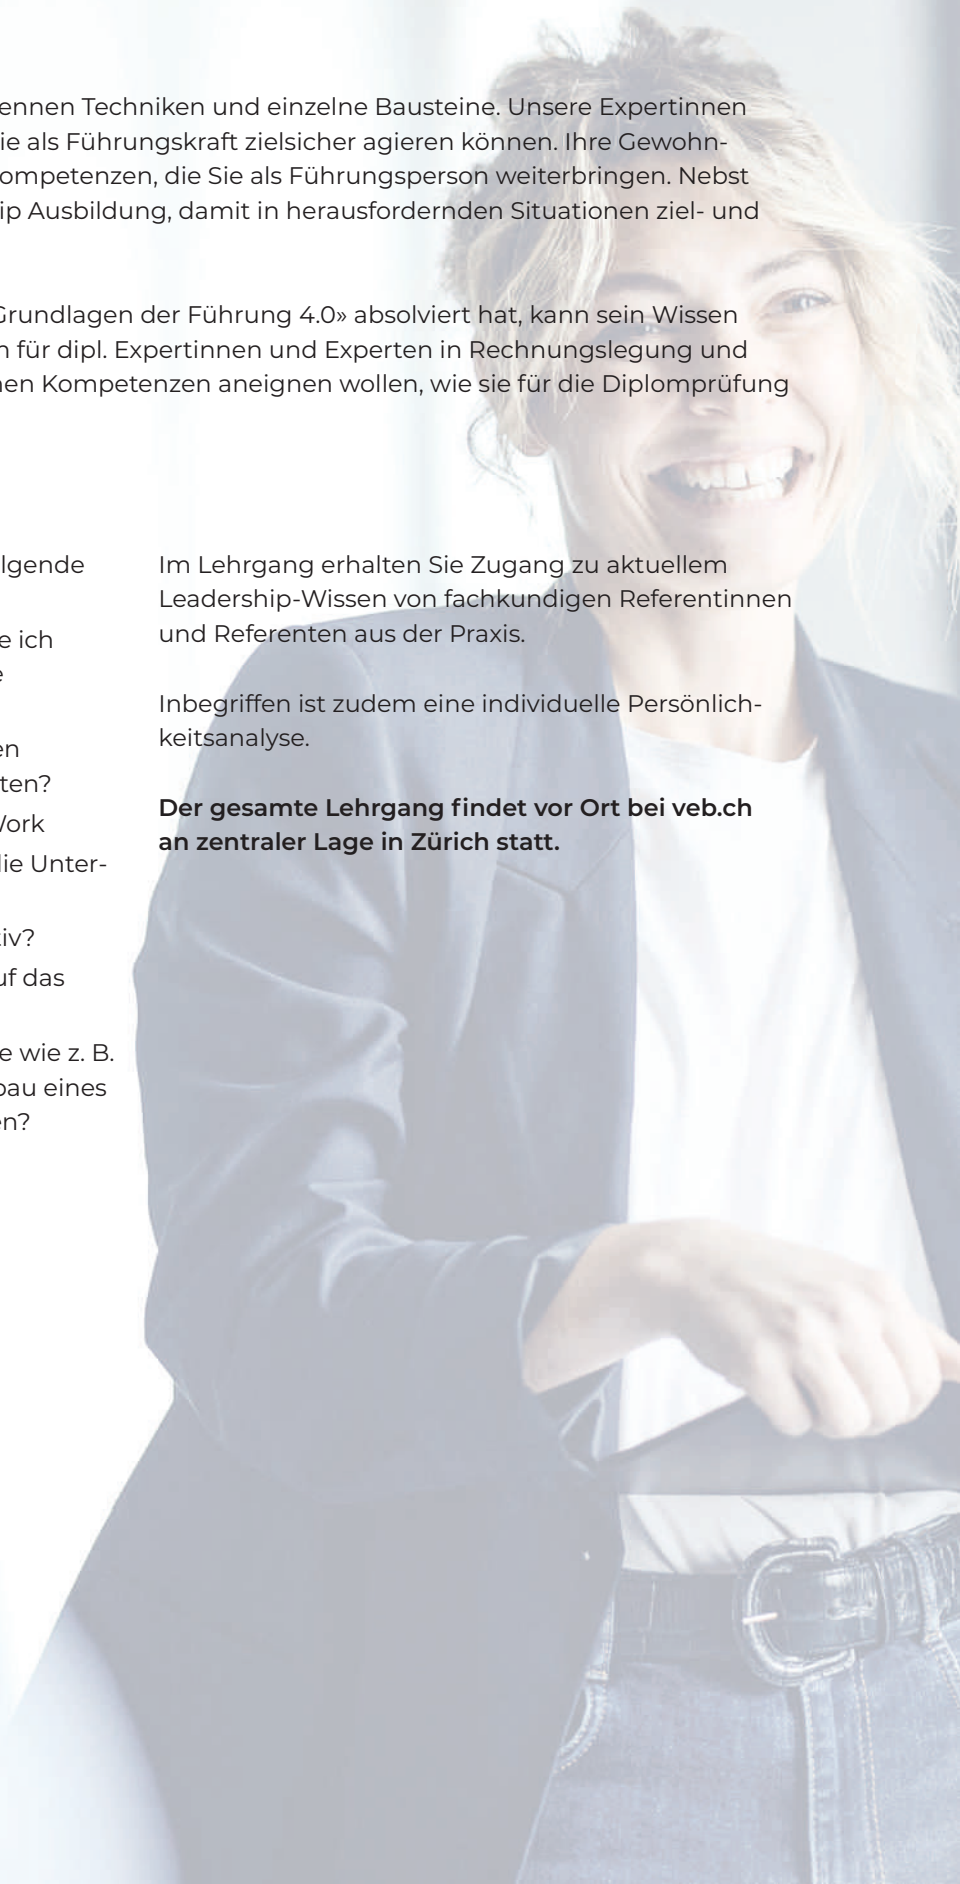 ennen Techniken und einzelne Bausteine. Unsere Expertinnen
ie als Führungskraft zielsicher agieren können. Ihre Gewohn-
ompetenzen, die Sie als Führungsperson weiterbringen. Nebst
ip Ausbildung, damit in herausfordernden Situationen ziel- und
Grundlagen der Führung 4.0» absolviert hat, kann sein Wissen
n für dipl. Expertinnen und Experten in Rechnungslegung und
nen Kompetenzen aneignen wollen, wie sie für die Diplomprüfung
lgende
e ich
e
en
ten?
Work
die Unter-
tiv?
uf das
e wie z. B.
bau eines
en?
Im Lehrgang erhalten Sie Zugang zu aktuellem
Leadership-Wissen von fachkundigen Referentinnen
und Referenten aus der Praxis.
Inbegriffen ist zudem eine individuelle Persönlich-
keitsanalyse.
Der gesamte Lehrgang findet vor Ort bei veb.ch
an zentraler Lage in Zürich statt.